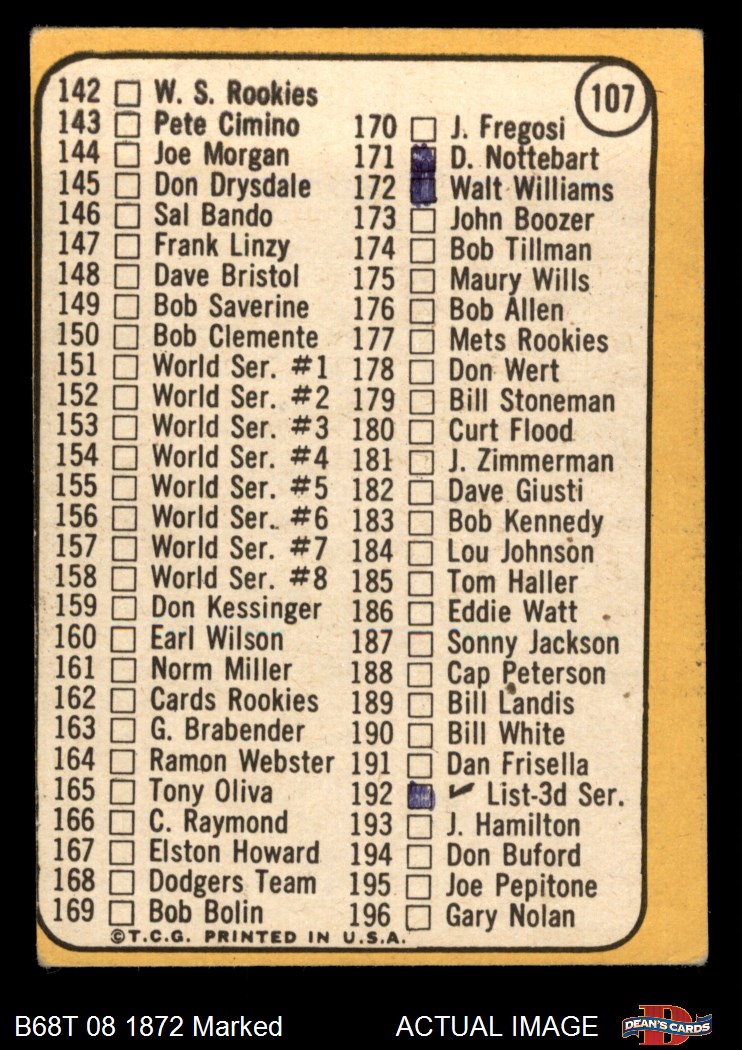 107
142 W. S. Rookies
143 Pete Cimino
144 Joe Morgan
145 Don Drysdale
146 Sal Bando
147 Frank Linzy
148 Dave Bristol
149 Bob Saverine
150 Bob Clemente
151 World Ser. #1
152 World Ser. #2
153 World Ser. #3
154 World Ser. #4
155 World Ser. #5
156 World Ser. #6
157 World Ser. #7
158 World Ser. #8
159 Don Kessinger
160 Earl Wilson
161 Norm Miller
162 Cards Rookies
163 G. Brabender
164 Ramon Webster
165 Tony Oliva
166 C. Raymond
167 Elston Howard
168 Dodgers Team
169 Bob Bolin
170 J. Fregosi
171 D. Nottebart
172 Walt Williams
173 John Boozer
174 Bob Tillman
175 Maury Wills
176 Bob Allen
177 Mets Rookies
178 Don Wert
179 Bill Stoneman
180 Curt Flood
181 J. Zimmerman
182 Dave Giusti
183 Bob Kennedy
184 Lou Johnson
185 Tom Haller
186 Eddie Watt
187 Sonny Jackson
188 Cap Peterson
189 Bill Landis
190 Bill White
191 Dan Frisella
192 ✓ List-3d Ser.
193 J. Hamilton
194 Don Buford
195 Joe Pepitone
196 Gary Nolan
©T.C.G. PRINTED IN U.S.A.
B68T 08 1872 Marked
ACTUAL IMAGE
D
DEAN'S CARDS